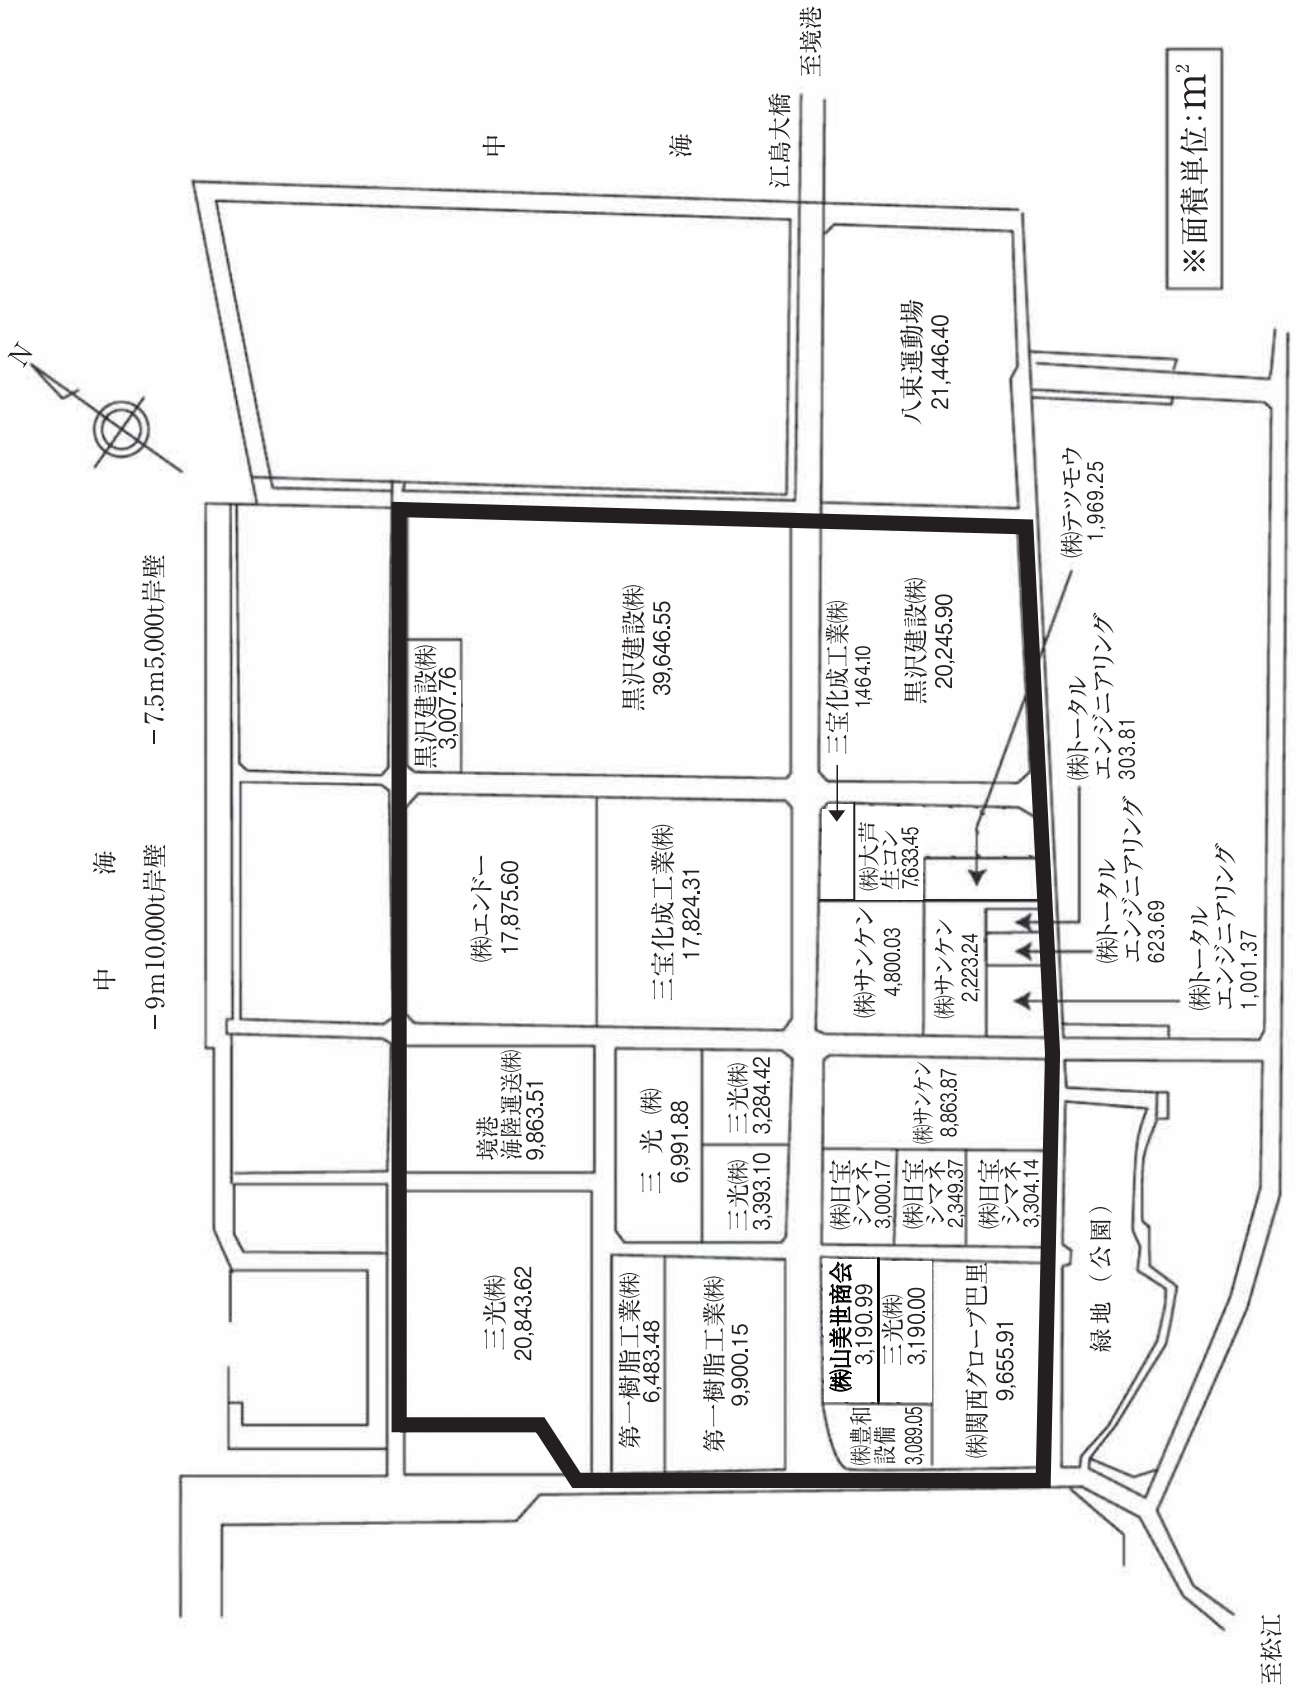 中　海
−9m10,000t岸壁
−7.5m5,000t岸壁
N
三光㈱
20,843.62
境港
海陸運送㈱
9,863.51
㈱エンドー
17,875.60
黒沢建設㈱
3,007.76
中　海
第一樹脂工業㈱
6,483.48
第一樹脂工業㈱
9,900.15
三光㈱
6,991.88
三光㈱
3,393.10
三光㈱
3,284.42
三宝化成工業㈱
17,824.31
黒沢建設㈱
39,646.55
江島大橋
至境港
㈱豊和
設備
3,089.05
㈱山美世商会
3,190.99
三光㈱
3,190.00
㈱関西グローブ巴里
9,655.91
㈱日宝
シマネ
3,000.17
㈱日宝
シマネ
2,349.37
㈱日宝
シマネ
3,304.14
㈱サンケン
8,863.87
㈱サンケン
4,800.03
㈱サンケン
2,223.24
㈱大芦
生コン
7,633.45
三宝化成工業㈱
1,464.10
黒沢建設㈱
20,245.90
八束運動場
21,446.40
緑地（公園）
㈱トータル
エンジニアリング
1,001.37
㈱トータル
エンジニアリング
623.69
㈱トータル
エンジニアリング
303.81
㈱テツモウ
1,969.25
※面積単位:m²
至松江